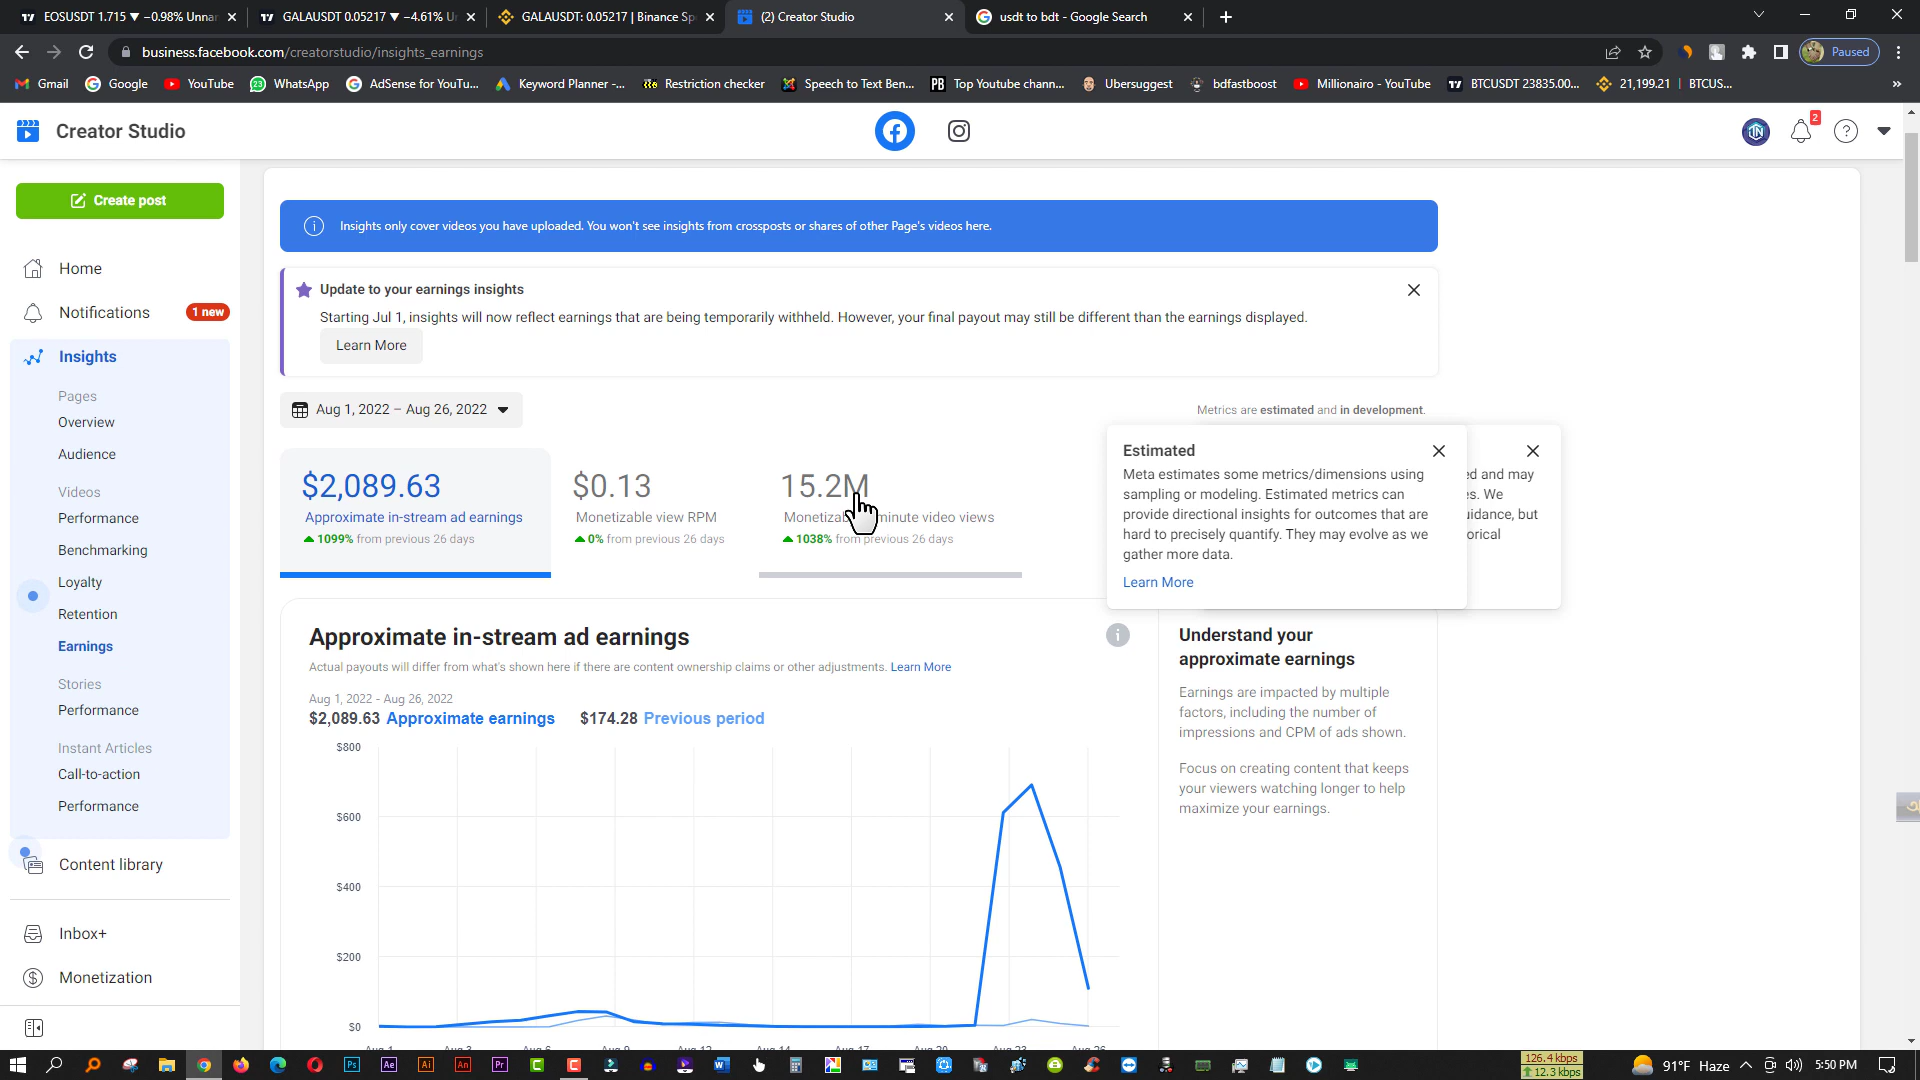 EOSUSDT 1.715 ▼ −0.98% Unnar
GALAUSDT 0.05217 ▼ −4.61% U
GALAUSDT: 0.05217 | Binance Sp
(2) Creator Studio
usdt to bdt - Google Search
business.facebook.com/creatorstudio/insights_earnings
Paused
Gmail
Google
YouTube
WhatsApp
AdSense for YouTu...
Keyword Planner -...
Restriction checker
Speech to Text Ben...
Top Youtube chann...
Ubersuggest
bdfastboost
Millionairo - YouTube
BTCUSDT 23835.00...
21,199.21 | BTCUS...
Creator Studio
2
Create post
Home
Notifications
1 new
Insights
Pages
Overview
Audience
Videos
Performance
Benchmarking
Loyalty
Retention
Earnings
Stories
Performance
Instant Articles
Call-to-action
Performance
Content library
Inbox+
Monetization
Insights only cover videos you have uploaded. You won't see insights from crossposts or shares of other Page's videos here.
Update to your earnings insights
Starting Jul 1, insights will now reflect earnings that are being temporarily withheld. However, your final payout may still be different than the earnings displayed.
Learn More
Aug 1, 2022 – Aug 26, 2022
Metrics are estimated and in development.
$2,089.63
Approximate in-stream ad earnings
1099% from previous 26 days
$0.13
Monetizable view RPM
0% from previous 26 days
15.2M
minute video views
1038% from previous 26 days
Estimated
Meta estimates some metrics/dimensions using
sampling or modeling. Estimated metrics can
provide directional insights for outcomes that are
hard to precisely quantify. They may evolve as we
gather more data.
Learn More
ed and may
es. We
uidance, but
orical
Approximate in-stream ad earnings
Actual payouts will differ from what's shown here if there are content ownership claims or other adjustments. Learn More
Aug 1, 2022 - Aug 26, 2022
$2,089.63 Approximate earnings
$174.28 Previous period
$800
$600
$400
$200
$0
Understand your
approximate earnings
Earnings are impacted by multiple
factors, including the number of
impressions and CPM of ads shown.
Focus on creating content that keeps
your viewers watching longer to help
maximize your earnings.
126.4 kbps
12.3 kbps
91°F Haze
5:50 PM